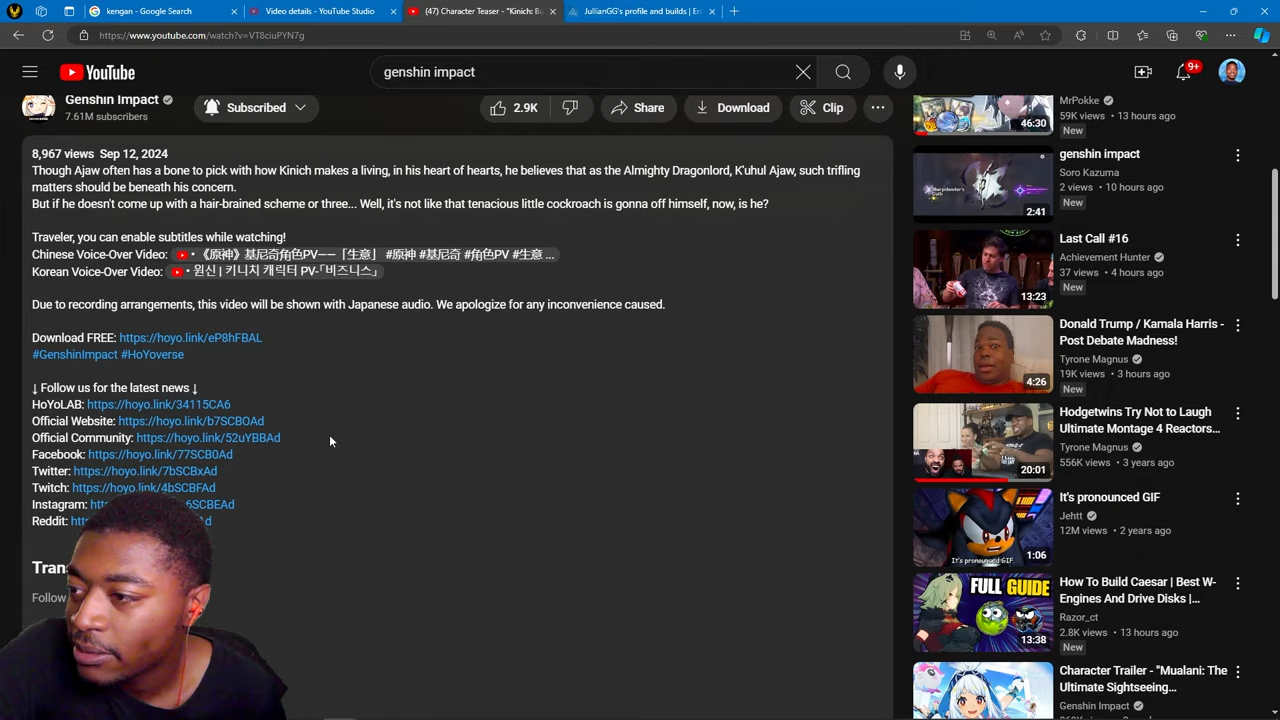 kengan - Google Search
Video details - YouTube Studio
(47) Character Teaser - "Kinich: Bu
JullianGG's profile and builds | En
https://www.youtube.com/watch?v=VT8ciuPYN7g
YouTube
genshin impact
9+
Genshin Impact
7.61M subscribers
Subscribed
2.9K
Share
Download
Clip
8,967 views Sep 12, 2024
Though Ajaw often has a bone to pick with how Kinich makes a living, in his heart of hearts, he believes that as the Almighty Dragonlord, K'uhul Ajaw, such trifling
matters should be beneath his concern.
But if he doesn't come up with a hair-brained scheme or three... Well, it's not like that tenacious little cockroach is gonna off himself, now, is he?
Traveler, you can enable subtitles while watching!
Chinese Voice-Over Video: • 《原神》基尼奇角色PV——「生意」 #原神 #基尼奇 #角色PV #生意 ...
Korean Voice-Over Video: • 원신 | 키니치 캐릭터 PV-「비즈니스」
Due to recording arrangements, this video will be shown with Japanese audio. We apologize for any inconvenience caused.
Download FREE: https://hoyo.link/eP8hFBAL
#GenshinImpact #HoYoverse
↓ Follow us for the latest news ↓
HoYoLAB: https://hoyo.link/34115CA6
Official Website: https://hoyo.link/b7SCBOAd
Official Community: https://hoyo.link/52uYBBAd
Facebook: https://hoyo.link/77SCB0Ad
Twitter: https://hoyo.link/7bSCBxAd
Twitch: https://hoyo.link/4bSCBFAd
Instagram: 6SCBEAd
Reddit:
Follow
MrPokke
59K views • 13 hours ago
New
46:30
genshin impact
Soro Kazuma
2 views • 10 hours ago
New
2:41
Last Call #16
Achievement Hunter
37 views • 4 hours ago
New
13:23
Donald Trump / Kamala Harris -
Post Debate Madness!
Tyrone Magnus
19K views • 3 hours ago
New
4:26
Hodgetwins Try Not to Laugh
Ultimate Montage 4 Reactors...
Tyrone Magnus
556K views • 3 years ago
20:01
It's pronounced GIF
Jehtt
12M views • 2 years ago
It's pronounced GIF.
1:06
How To Build Caesar | Best W-
Engines And Drive Disks |...
Razor_ct
2.8K views • 13 hours ago
New
FULL GUIDE
13:38
Character Trailer - "Mualani: The
Ultimate Sightseeing...
Genshin Impact